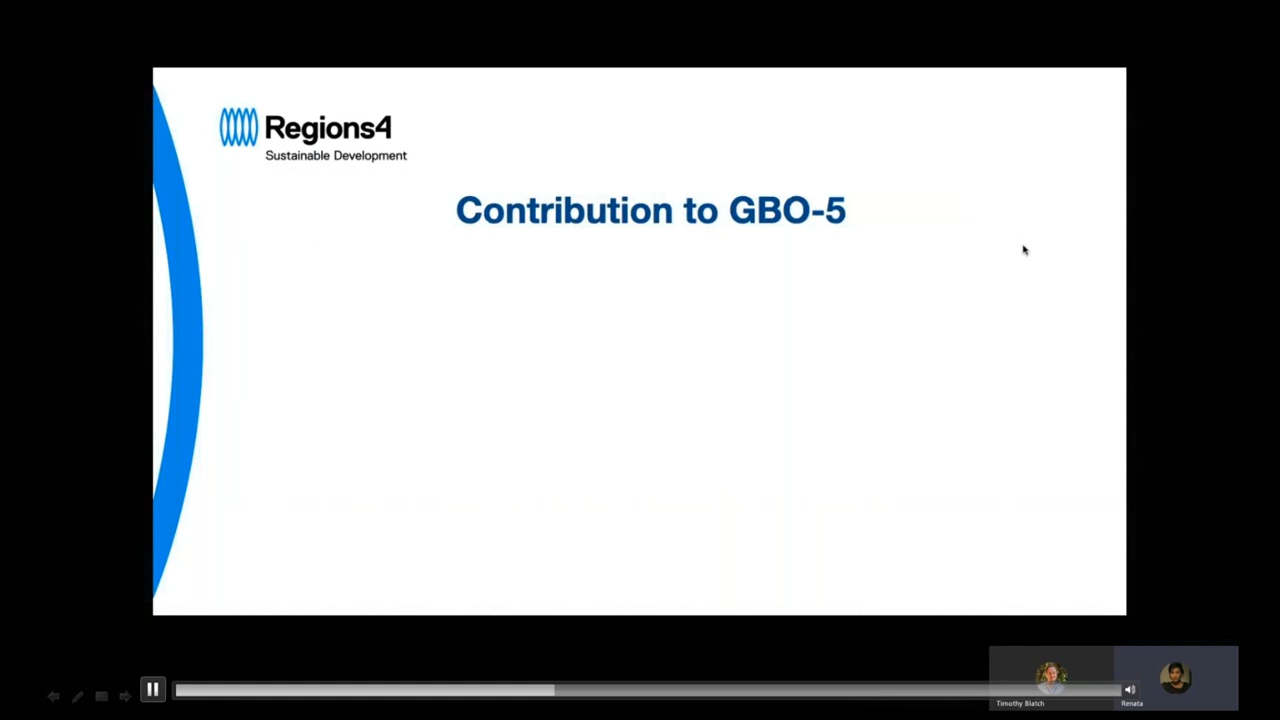 Regions4
Sustainable Development
Contribution to GBO-5
Timothy Blatch
Renata